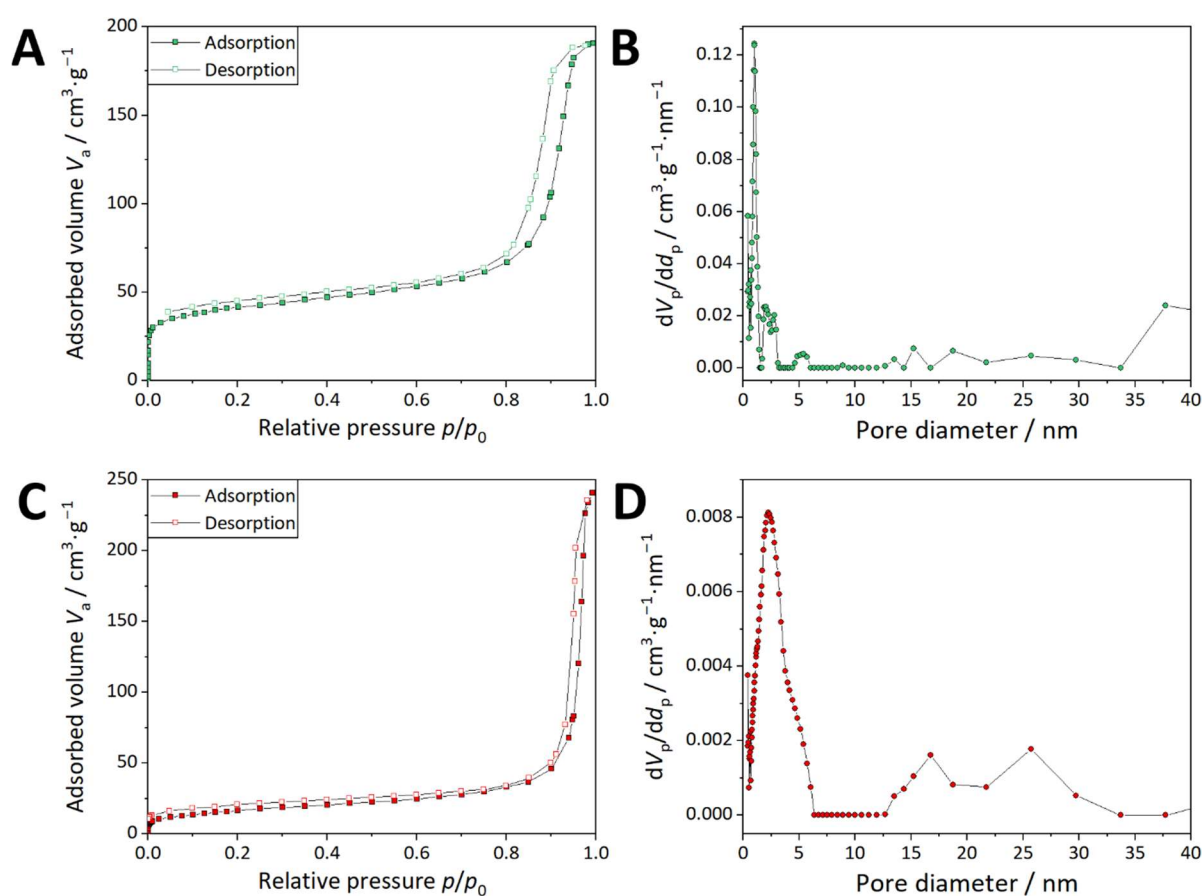 A
Adsorption
Desorption
Adsorbed volume Va / cm³·g⁻¹
200
150
100
50
0
0.0 0.2 0.4 0.6 0.8 1.0
Relative pressure p/p₀
B
dVp/ddp / cm³·g⁻¹·nm⁻¹
0.12
0.10
0.08
0.06
0.04
0.02
0.00
0 5 10 15 20 25 30 35 40
Pore diameter / nm
C
Adsorption
Desorption
Adsorbed volume Va / cm³·g⁻¹
250
200
150
100
50
0
0.0 0.2 0.4 0.6 0.8 1.0
Relative pressure p/p₀
D
dVp/ddp / cm³·g⁻¹·nm⁻¹
0.008
0.006
0.004
0.002
0.000
0 5 10 15 20 25 30 35 40
Pore diameter / nm